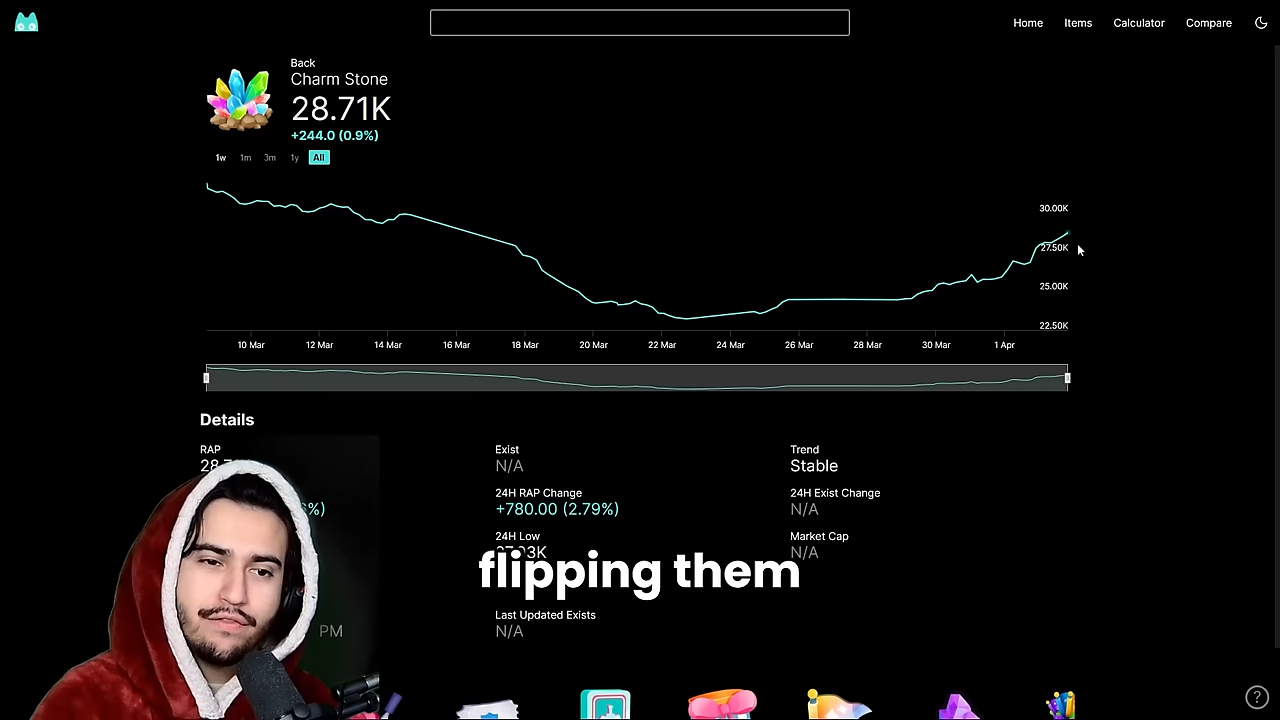 Home Items Calculator Compare
Back
Charm Stone
28.71K
+244.0 (0.9%)
1w 1m 3m 1y All
30.00K
27.50K
25.00K
22.50K
10 Mar 12 Mar 14 Mar 16 Mar 18 Mar 20 Mar 22 Mar 24 Mar 26 Mar 28 Mar 30 Mar 1 Apr
Details
RAP Exist Trend
N/A Stable
24H RAP Change 24H Exist Change
+780.00 (2.79%) N/A
24H Low Market Cap
N/A
flipping them
Last Updated Exists
PM N/A
?